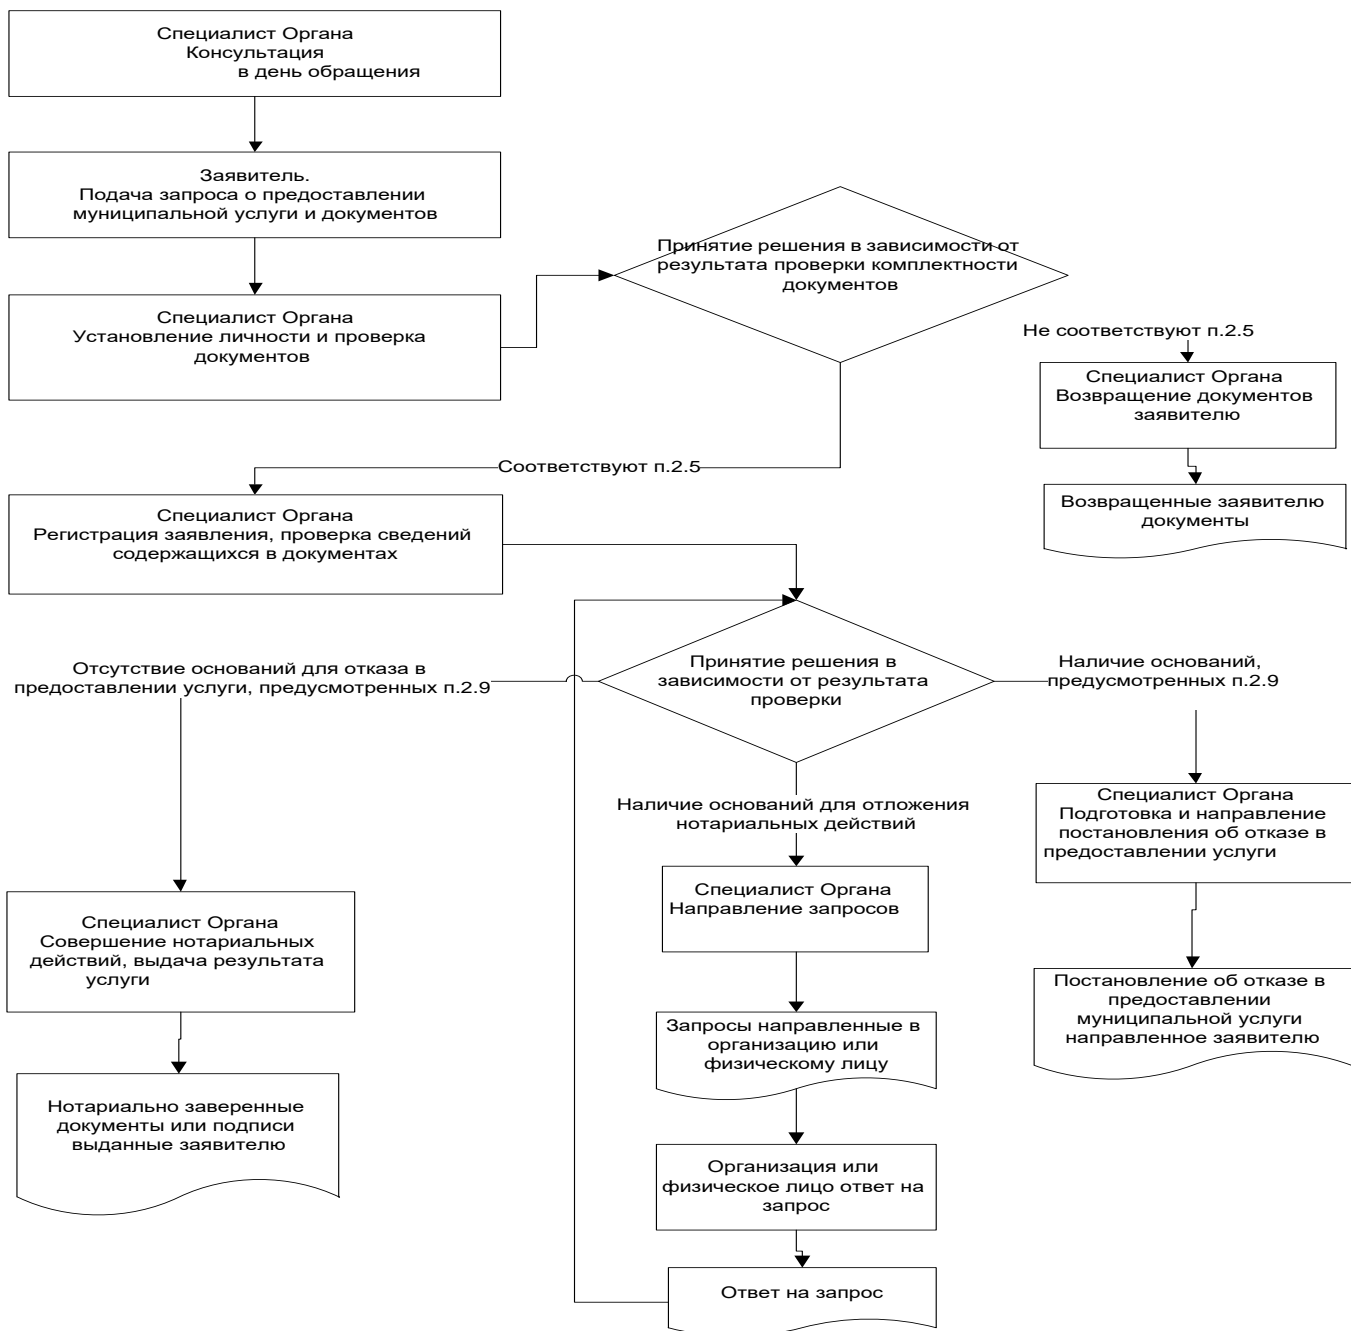 Специалист Органа
Консультация
в день обращения
Заявитель.
Подача запроса о предоставлении
муниципальной услуги и документов
Специалист Органа
Установление личности и проверка
документов
Принятие решения в зависимости от
результата проверки комплектности
документов
Не соответствуют п.2.5
Специалист Органа
Возвращение документов
заявителю
Возвращенные заявителю
документы
Соответствуют п.2.5
Специалист Органа
Регистрация заявления, проверка сведений
содержащихся в документах
Принятие решения в
зависимости от результата
проверки
Отсутствие оснований для отказа в
предоставлении услуги, предусмотренных п.2.9
Наличие оснований,
предусмотренных п.2.9
Наличие оснований для отложения
нотариальных действий
Специалист Органа
Подготовка и направление
постановления об отказе в
предоставлении услуги
Специалист Органа
Направление запросов
Специалист Органа
Совершение нотариальных
действий, выдача результата
услуги
Постановление об отказе в
предоставлении
муниципальной услуги
направленное заявителю
Запросы направленные в
организацию или
физическому лицу
Нотариально заверенные
документы или подписи
выданные заявителю
Организация или
физическое лицо ответ на
запрос
Ответ на запрос